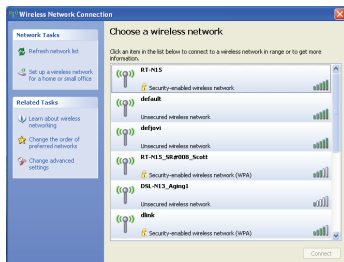 Wireless Network Connection
Network Tasks
Refresh network list
Set up a wireless network
for a home or small office
Related Tasks
Learn about wireless
networking
Change the order of
preferred networks
Change advanced
settings
Choose a wireless network
Click an item in the list below to connect to a wireless network in range or to get more
information.
RT-N15
Security-enabled wireless network
default
Unsecured wireless network
defjovi
Unsecured wireless network
RT-N15_SR#008_Scott
Security-enabled wireless network (WPA)
DSL-N13_Aging1
Unsecured wireless network
dlink
Security-enabled wireless network (WPA)
Connect